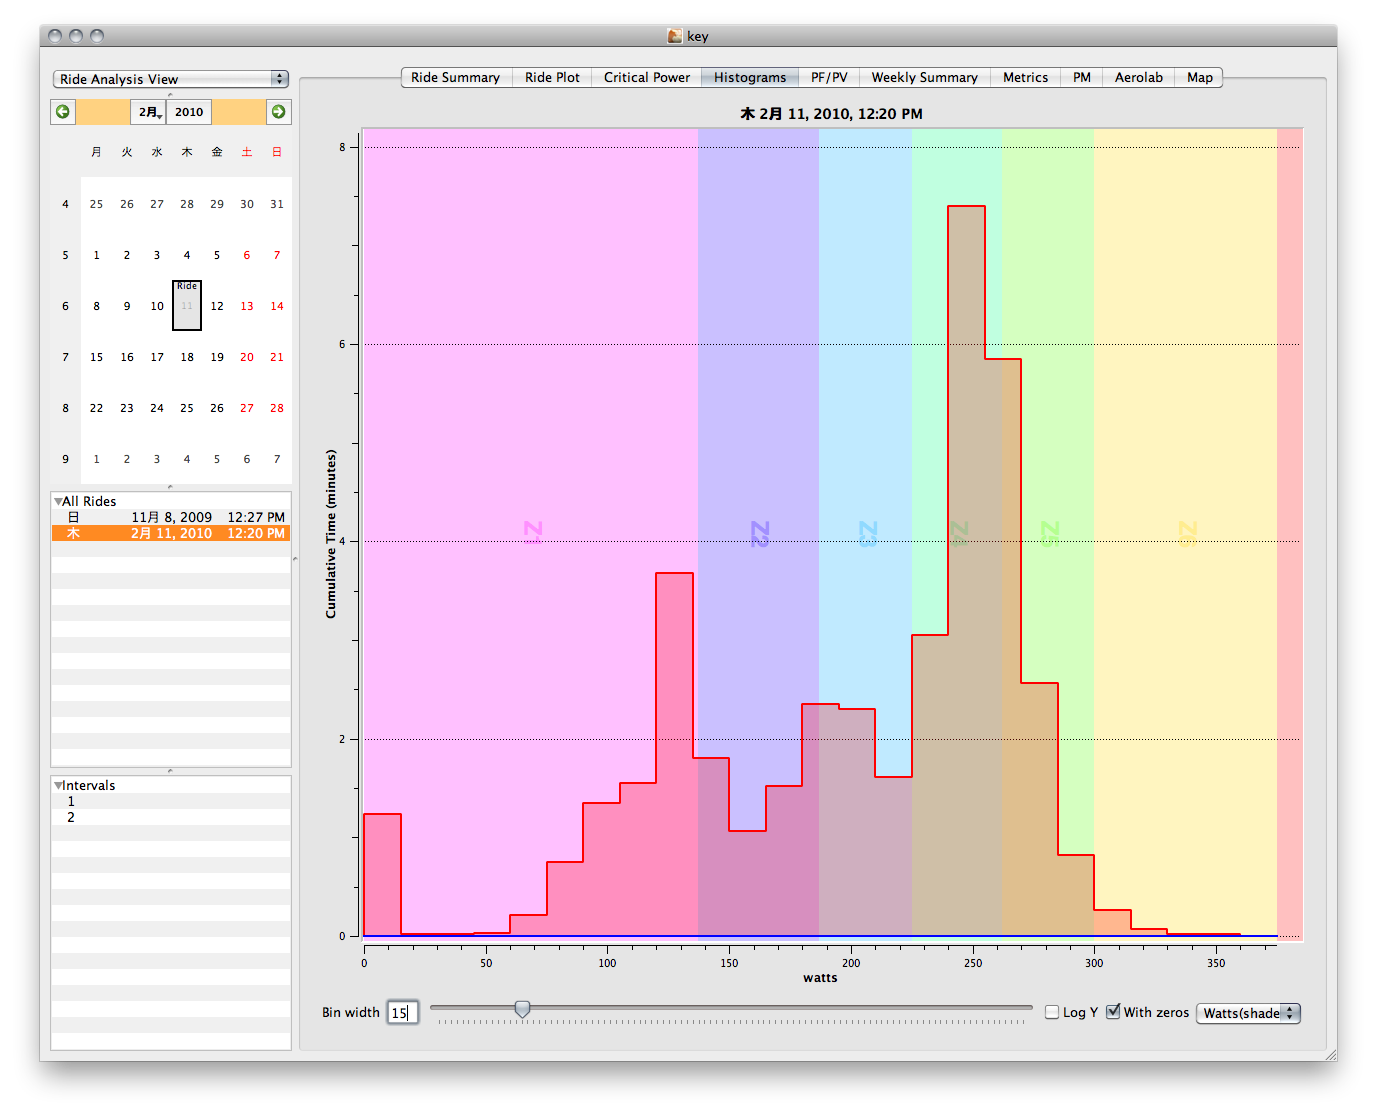 key
Ride Analysis View
Ride Summary Ride Plot Critical Power Histograms PF/PV Weekly Summary Metrics PM Aerolab Map
2月 2010
月 火 水 木 金 土 日
4 25 26 27 28 29 30 31
5 1 2 3 4 5 6 7
Ride
6 8 9 10 11 12 13 14
7 15 16 17 18 19 20 21
8 22 23 24 25 26 27 28
9 1 2 3 4 5 6 7
All Rides
日 11月 8, 2009 12:27 PM
木 2月 11, 2010 12:20 PM
Intervals
1
2
木 2月 11, 2010, 12:20 PM
Cumulative Time (minutes)
8
6
4
2
0
Z1 Z2 Z3 Z4 Z5 Z6
0 50 100 150 200 250 300 350
watts
Bin width 15 Log Y With zeros Watts(shade